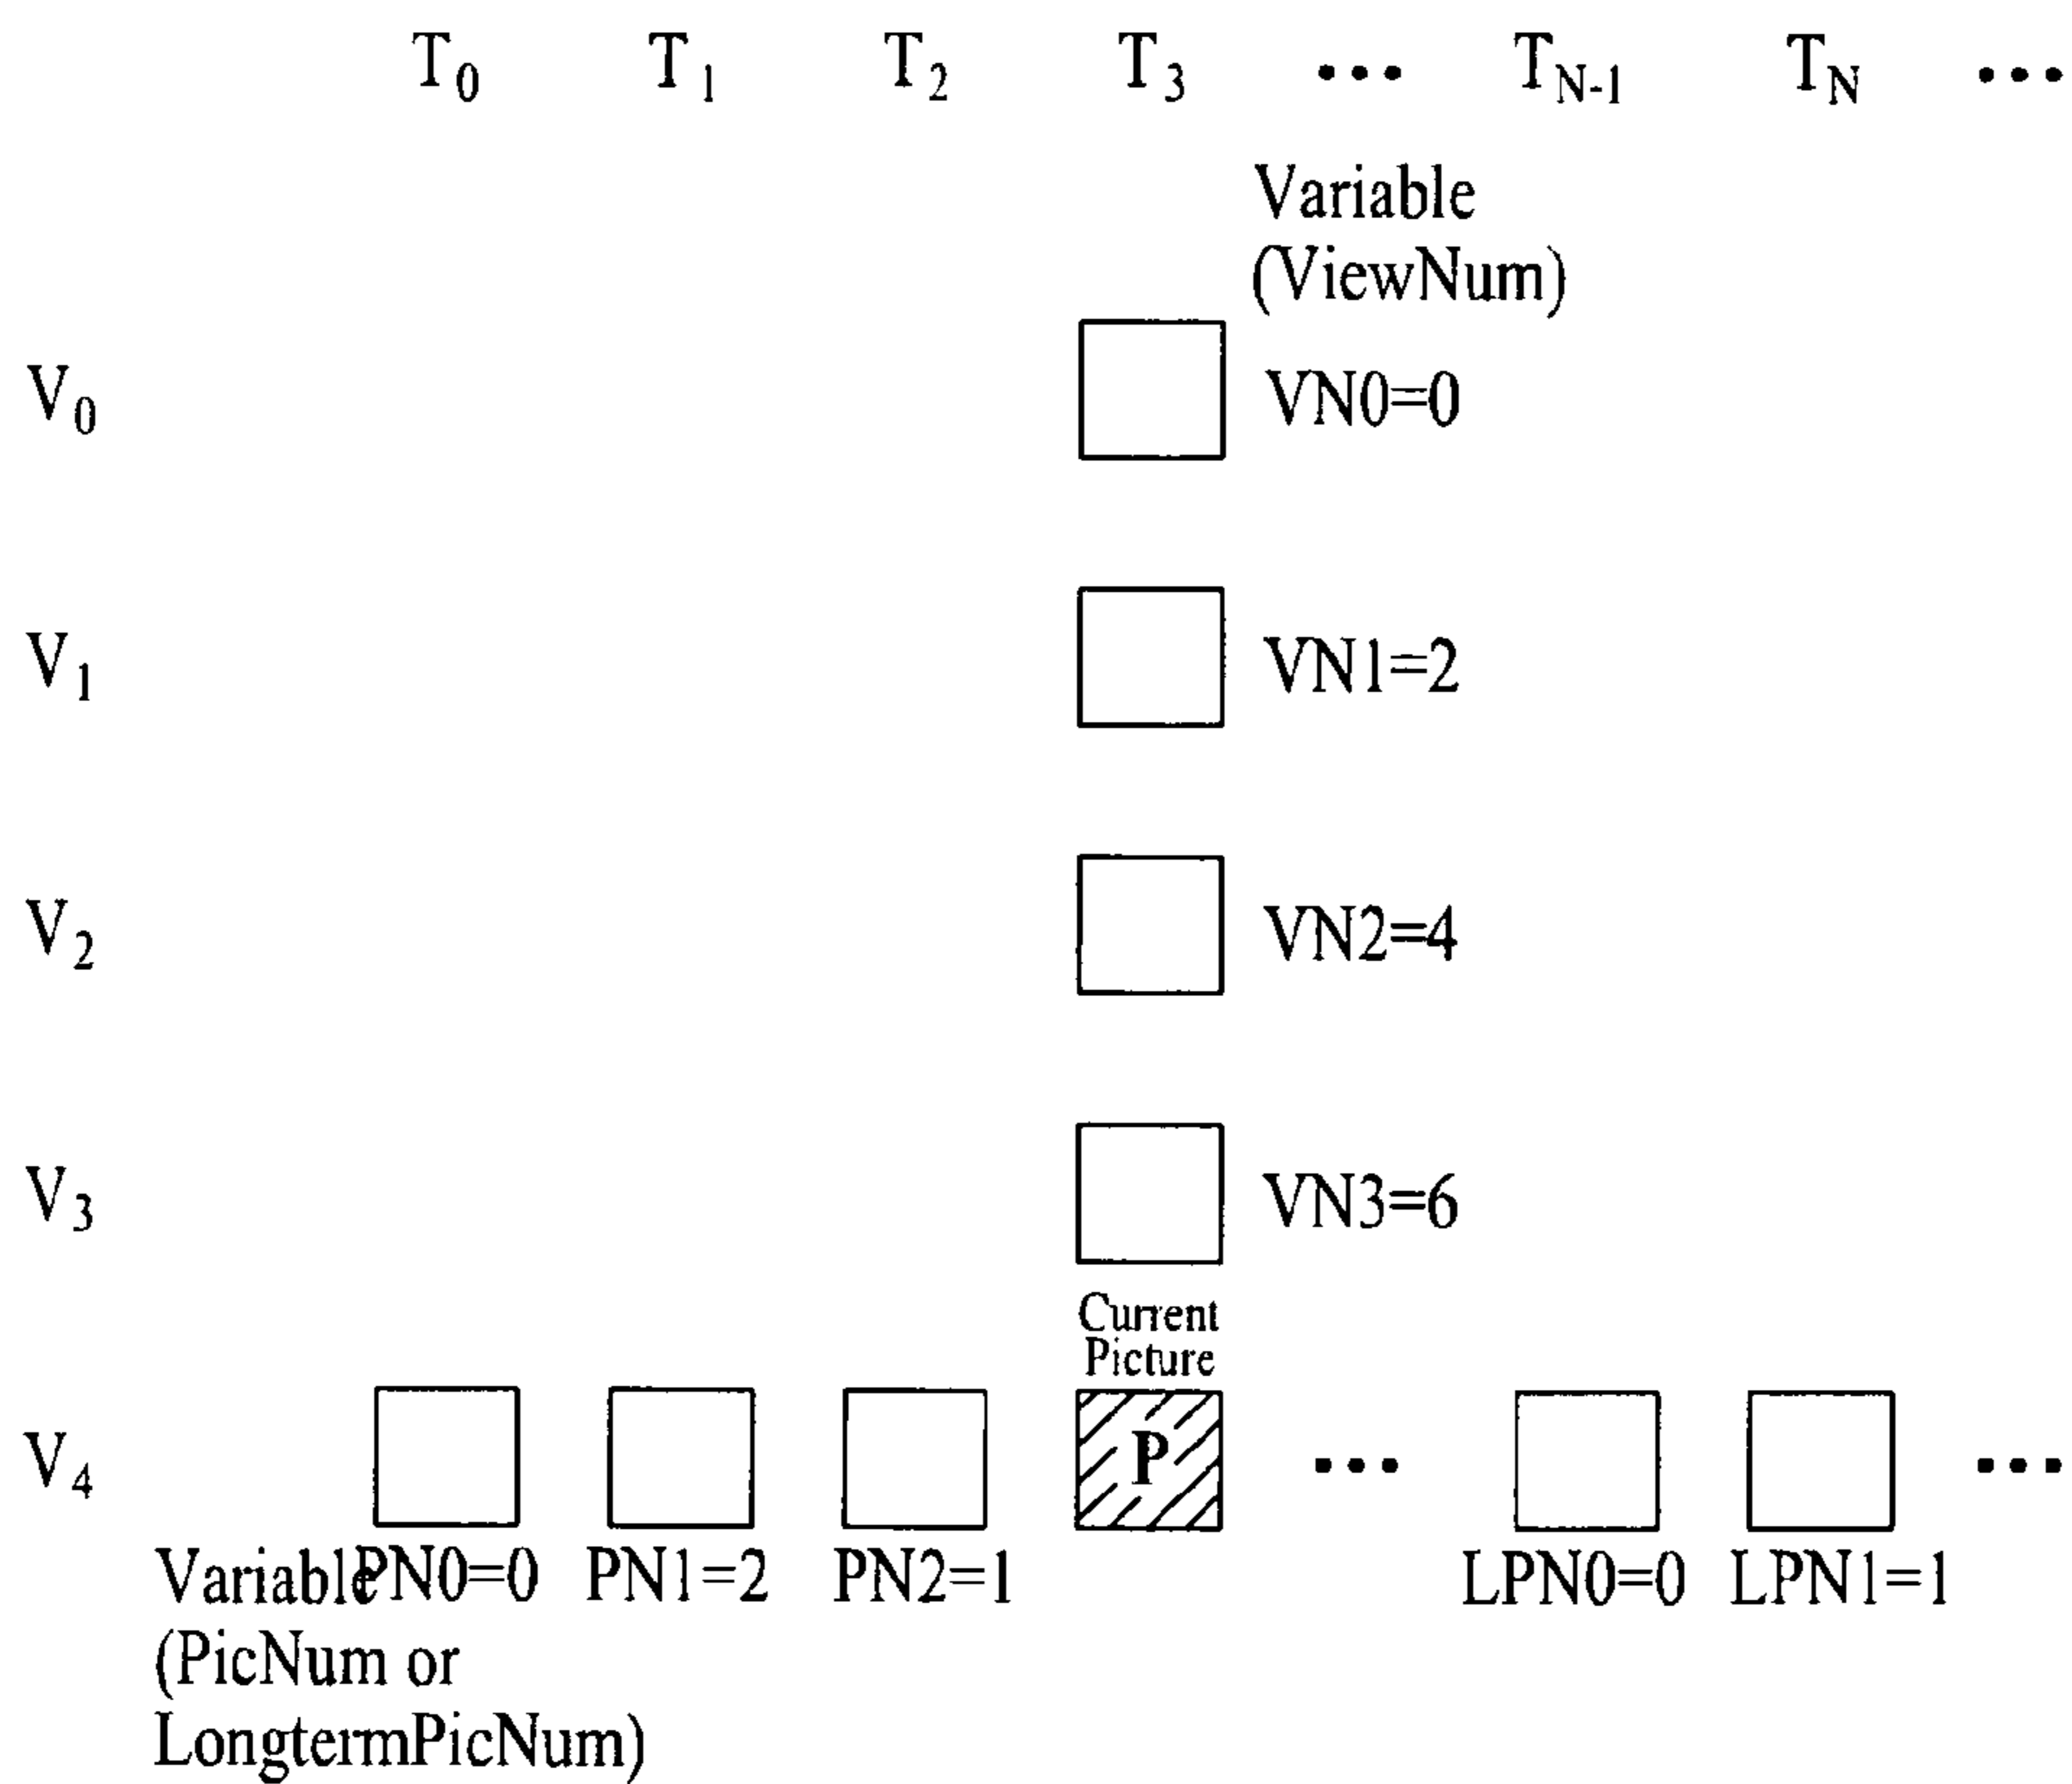 T0 T1 T2 T3 ••• TN-1 TN •••
Variable
(ViewNum)
V0 VN0=0
V1 VN1=2
V2 VN2=4
V3 VN3=6
Current
Picture
V4 P ••• •••
Variable PN0=0 PN1=2 PN2=1 LPN0=0 LPN1=1
(PicNum or
LongtermPicNum)